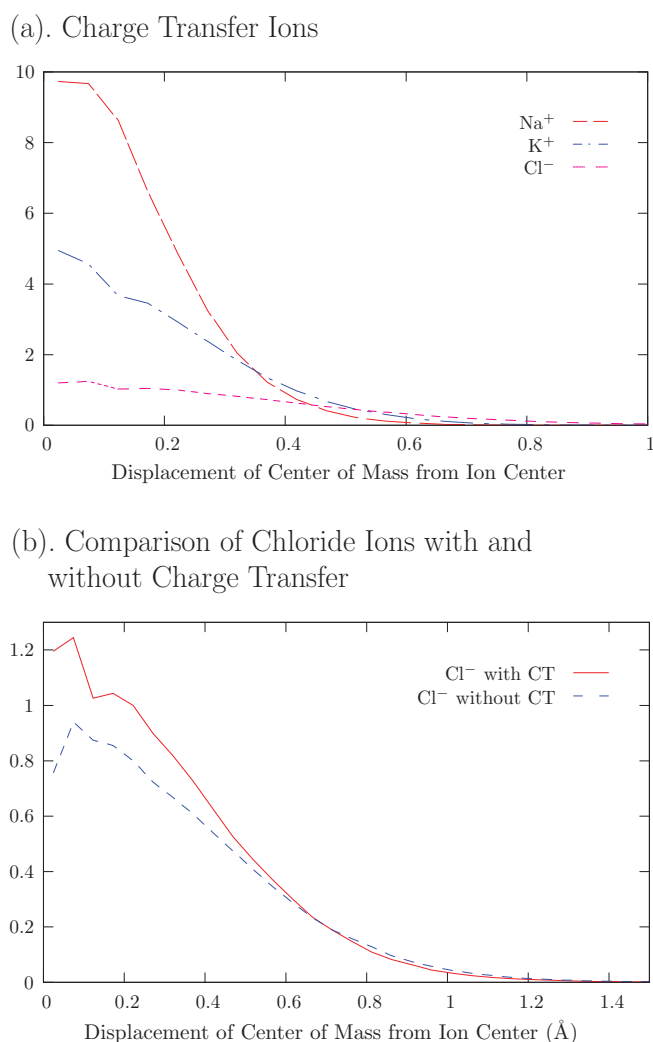 (a). Charge Transfer Ions
10
8
6
4
2
0
Na⁺
K⁺
Cl⁻
0 0.2 0.4 0.6 0.8 1
Displacement of Center of Mass from Ion Center
(b). Comparison of Chloride Ions with and
without Charge Transfer
1.2
1
0.8
0.6
0.4
0.2
0
Cl⁻ with CT
Cl⁻ without CT
0 0.2 0.4 0.6 0.8 1 1.2 1.4
Displacement of Center of Mass from Ion Center (Å)